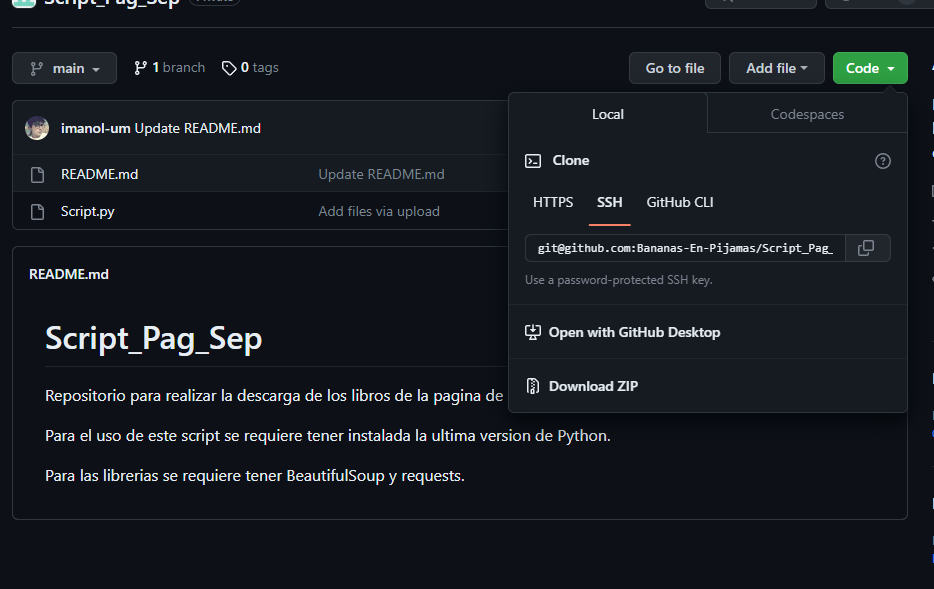 Script_Pag_Sep Private
main
1 branch
0 tags
Go to file
Add file
Code
imanol-um Update README.md
README.md Update README.md
Script.py Add files via upload
Local
Codespaces
Clone
HTTPS
SSH
GitHub CLI
git@github.com:Bananas-En-Pijamas/Script_Pag_
Use a password-protected SSH key.
Open with GitHub Desktop
Download ZIP
README.md
Script_Pag_Sep
Repositorio para realizar la descarga de los libros de la pagina de
Para el uso de este script se requiere tener instalada la ultima version de Python.
Para las librerias se requiere tener BeautifulSoup y requests.